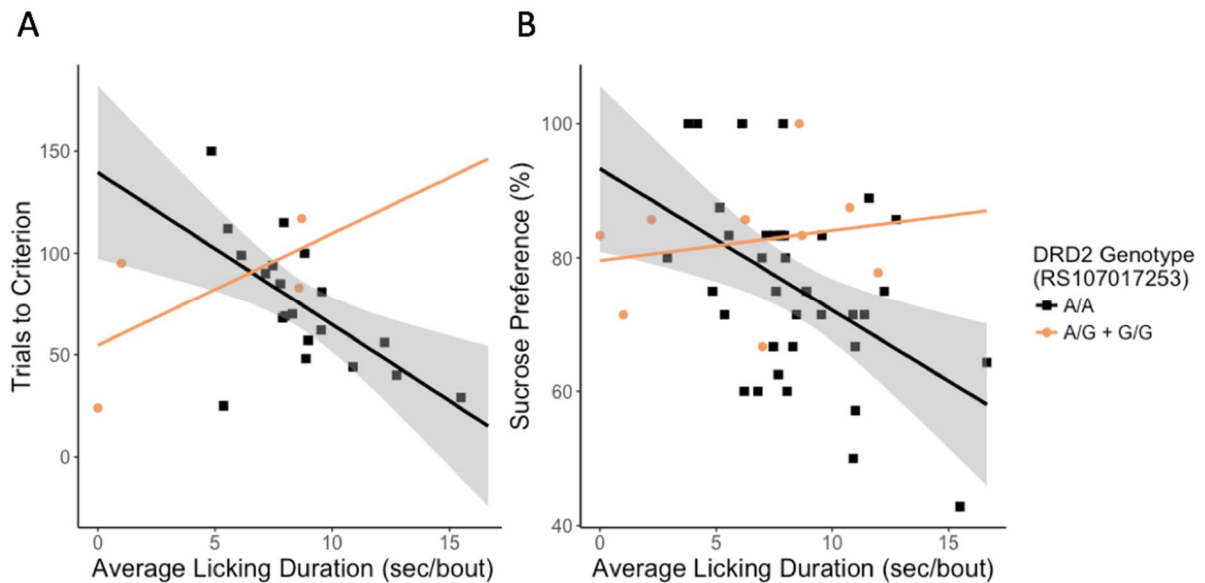 A
B
Trials to Criterion
150
100
50
0
0 5 10 15
Average Licking Duration (sec/bout)
Sucrose Preference (%)
100
80
60
40
0 5 10 15
Average Licking Duration (sec/bout)
DRD2 Genotype
(RS107017253)
A/A
A/G + G/G